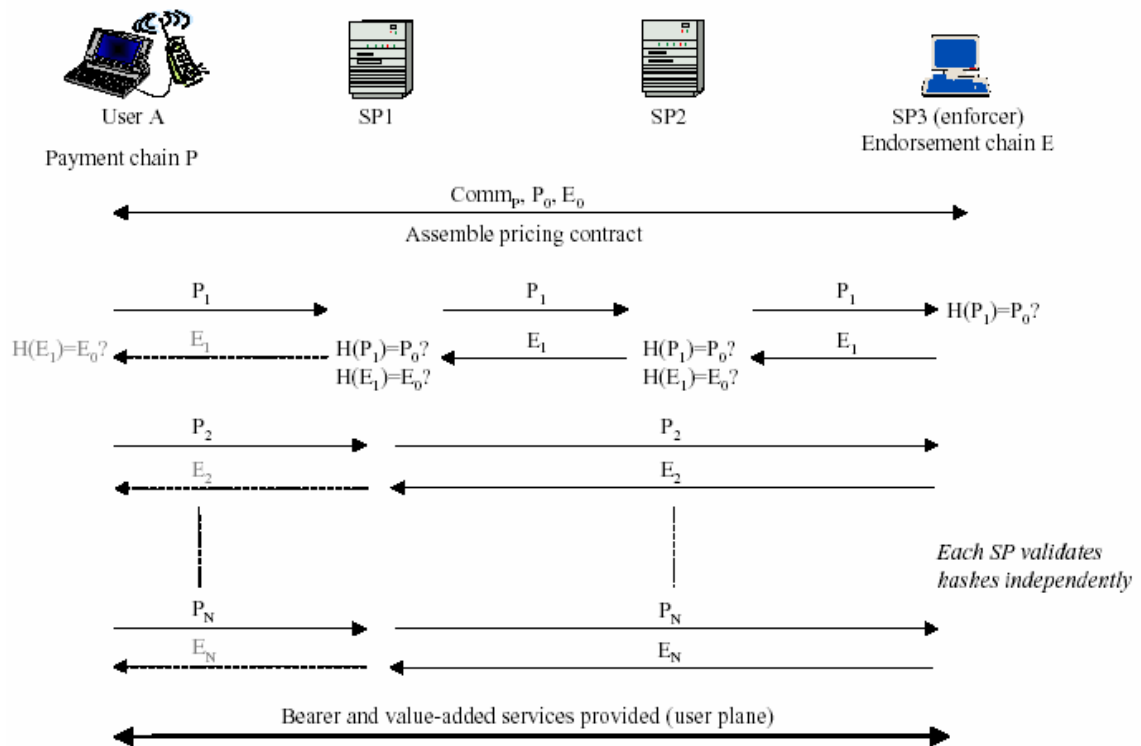 User A
SP1
SP2
SP3 (enforcer)
Payment chain P
Endorsement chain E
Comm_P, P_0, E_0
Assemble pricing contract
P_1
P_1
P_1
H(P_1)=P_0?
H(E_1)=E_0?
E_1
H(P_1)=P_0?
H(E_1)=E_0?
E_1
H(P_1)=P_0?
H(E_1)=E_0?
E_1
P_2
P_2
E_2
E_2
Each SP validates
hashes independently
P_N
P_N
E_N
E_N
Bearer and value-added services provided (user plane)